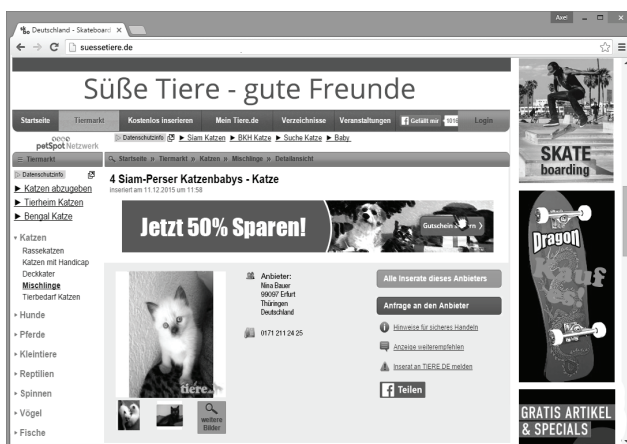 Axel
Deutschland - Skateboard
suessetiere.de
Süße Tiere - gute Freunde
Startseite Tiermarkt Kostenlos inserieren Mein Tiere.de Verzeichnisse Veranstaltungen Gefällt mir 1016 Login
petSpot Netzwerk
Datenschutzinfo ► Siam Katzen ► BKH Katze ► Suche Katze ► Baby
Tiermarkt
Startseite » Tiermarkt » Katzen » Mischlinge » Detailansicht
Datenschutzinfo
► Katzen abzugeben
► Tierheim Katzen
► Bengal Katze
Katzen
Rassekatzen
Katzen mit Handicap
Deckkater
Mischlinge
Tierbedarf Katzen
Hunde
Pferde
Kleintiere
Reptilien
Spinnen
Vögel
Fische
4 Siam-Perser Katzenbabys - Katze
inseriert am 11.12.2015 um 11:58
Jetzt 50% Sparen!
Gutschein
tiere.
weitere
Bilder
Anbieter:
Nina Bauer
99097 Erfurt
Thüringen
Deutschland
0171 211 24 25
Alle Inserate dieses Anbieters
Anfrage an den Anbieter
Hinweise für sicheres Handeln
Anzeige weiterempfehlen
Inserat an TIERE.DE melden
Teilen
SKATE
boarding
Dragon
Kauf
es!
GRATIS ARTIKEL
& SPECIALS